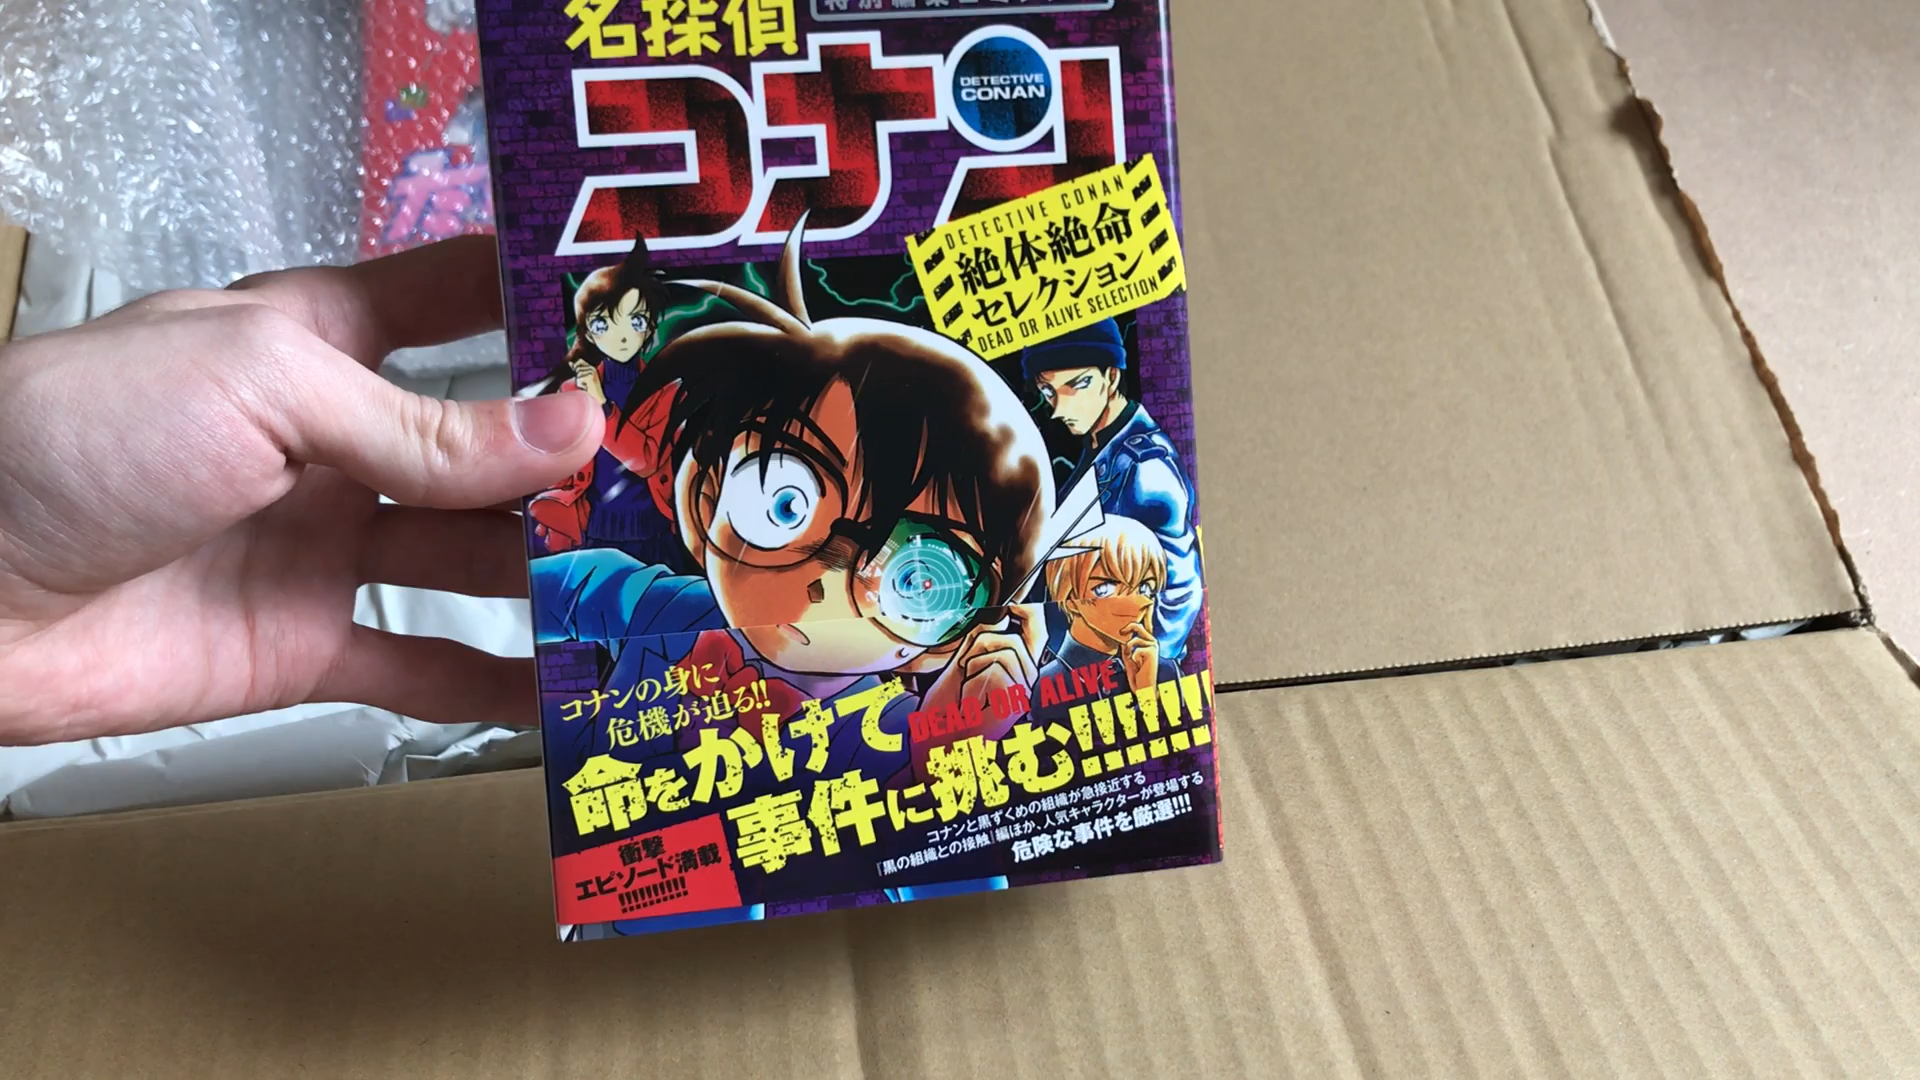 名探偵
コナン
DETECTIVE
CONAN
DETECTIVE CONAN
絶体絶命
セレクション
DEAD OR ALIVE SELECTION
コナンの身に
危機が迫る!!
命をかけて
DEAD OR ALIVE
事件に挑む!!!!!!
コナンと黒ずくめの組織が急接近する
『黒の組織との接触』編ほか、人気キャラクターが登場する
危険な事件を厳選!!!
衝撃
エピソード満載
!!!!!!!!!!